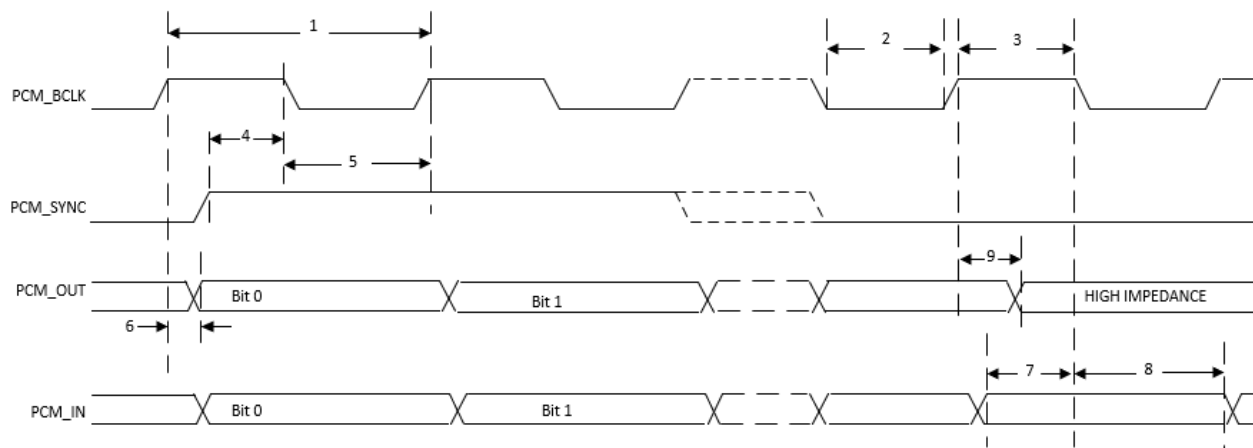 1
2
3
PCM_BCLK
4
5
PCM_SYNC
9
PCM_OUT
Bit 0
Bit 1
HIGH IMPEDANCE
6
7
8
PCM_IN
Bit 0
Bit 1